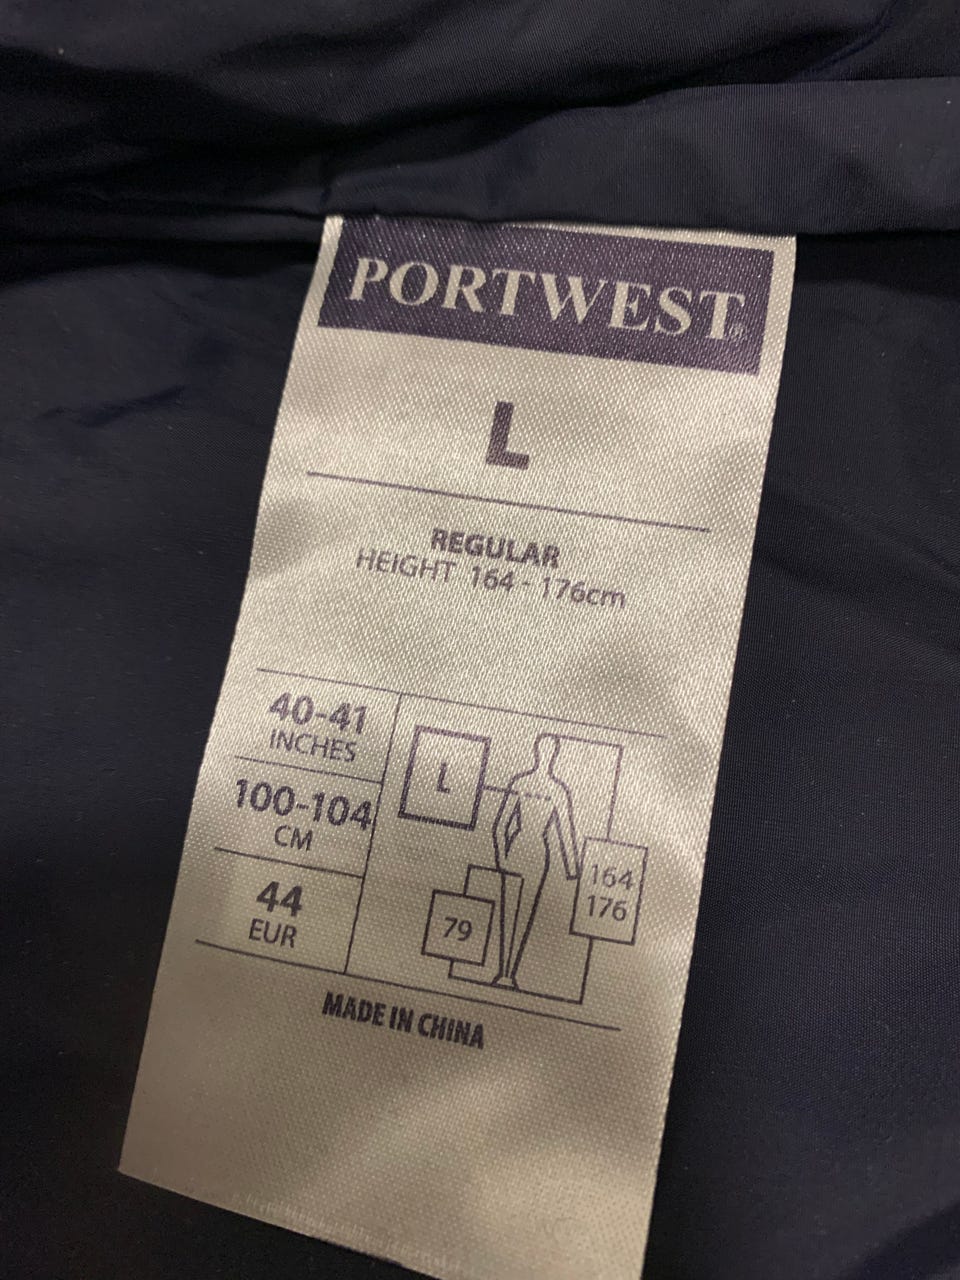 PORTWEST®
L
REGULAR
HEIGHT 164 - 176cm
40-41
INCHES
100-104
CM
44
EUR
L
164
176
79
MADE IN CHINA